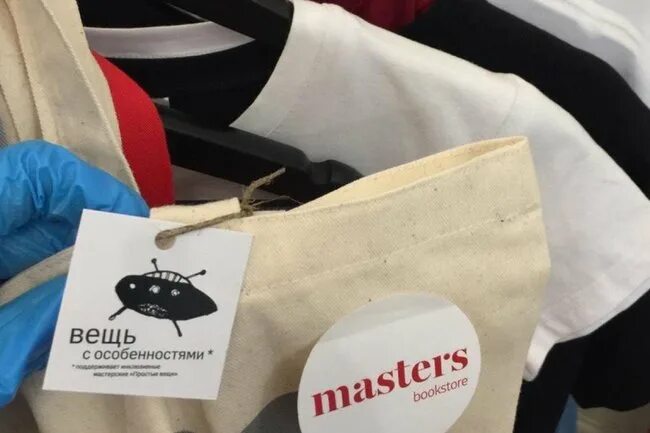 вещь
с особенностями *
* поддерживает инклюзивные
мастерские «Простые вещи»
masters
bookstore